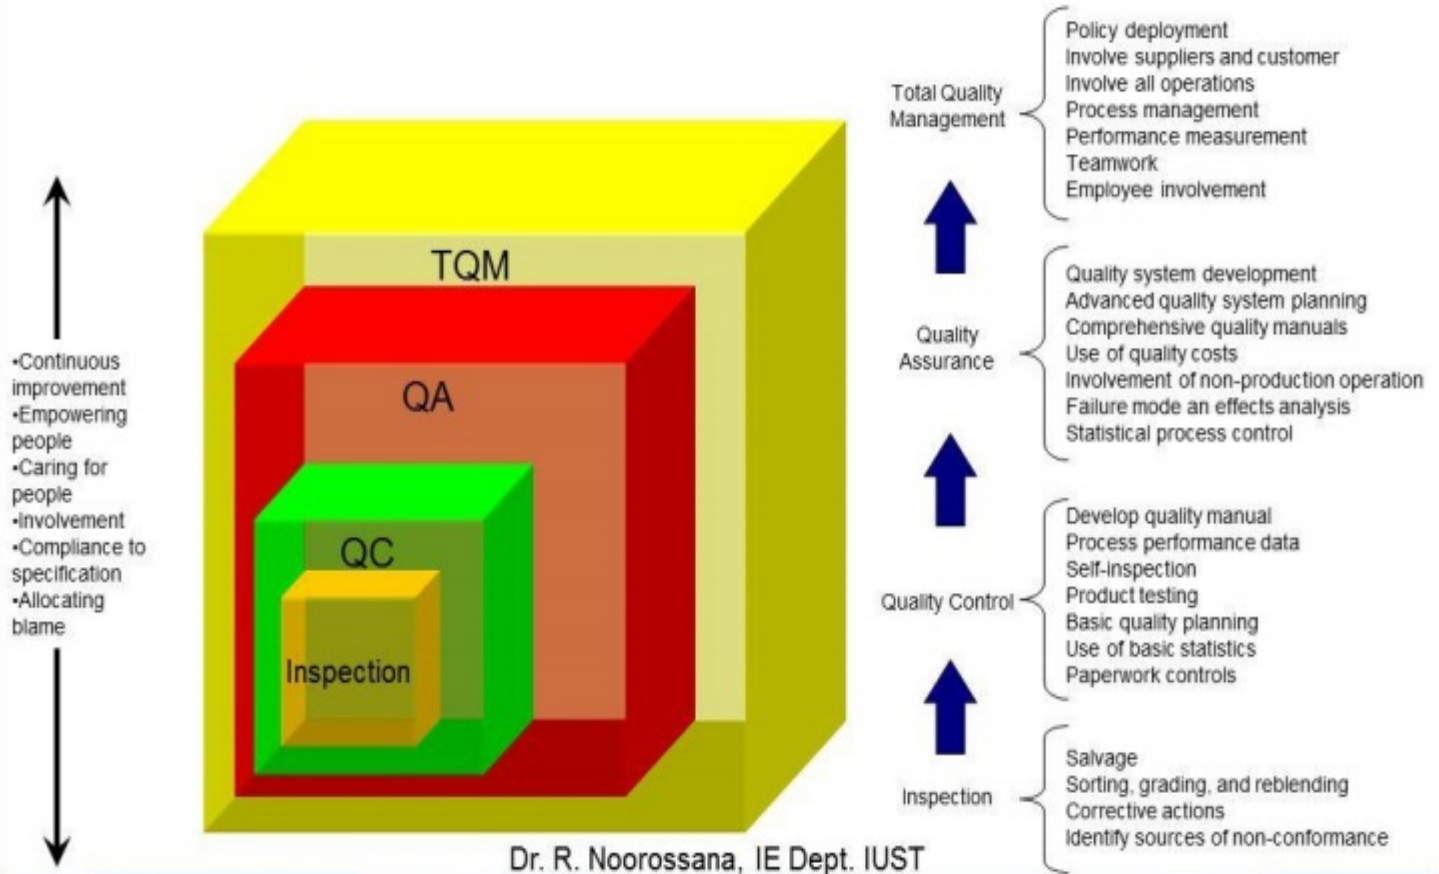 •Continuous
improvement
•Empowering
people
•Caring for
people
•Involvement
•Compliance to
specification
•Allocating
blame
TQM
QA
QC
Inspection
Total Quality
Management
Policy deployment
Involve suppliers and customer
Involve all operations
Process management
Performance measurement
Teamwork
Employee involvement
Quality
Assurance
Quality system development
Advanced quality system planning
Comprehensive quality manuals
Use of quality costs
Involvement of non-production operation
Failure mode an effects analysis
Statistical process control
Quality Control
Develop quality manual
Process performance data
Self-inspection
Product testing
Basic quality planning
Use of basic statistics
Paperwork controls
Inspection
Salvage
Sorting, grading, and reblending
Corrective actions
Identify sources of non-conformance
Dr. R. Noorossana, IE Dept. IUST